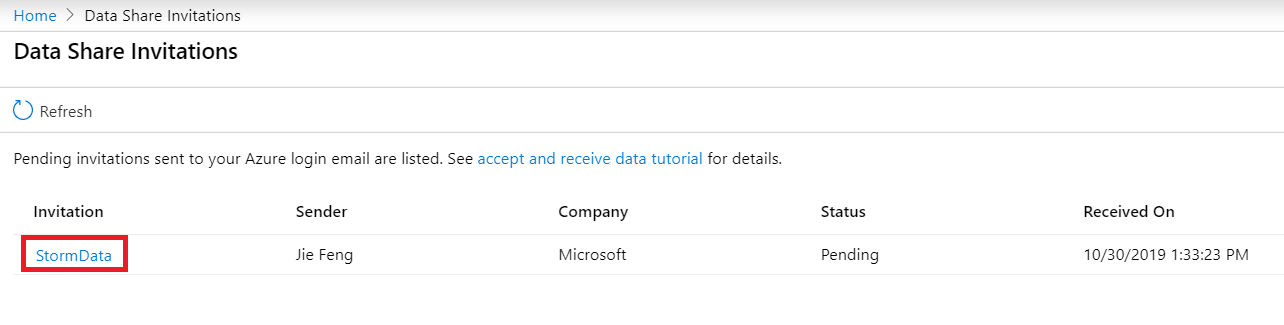 Home > Data Share Invitations
Data Share Invitations
Refresh
Pending invitations sent to your Azure login email are listed. See accept and receive data tutorial for details.
Invitation Sender Company Status Received On
StormData Jie Feng Microsoft Pending 10/30/2019 1:33:23 PM